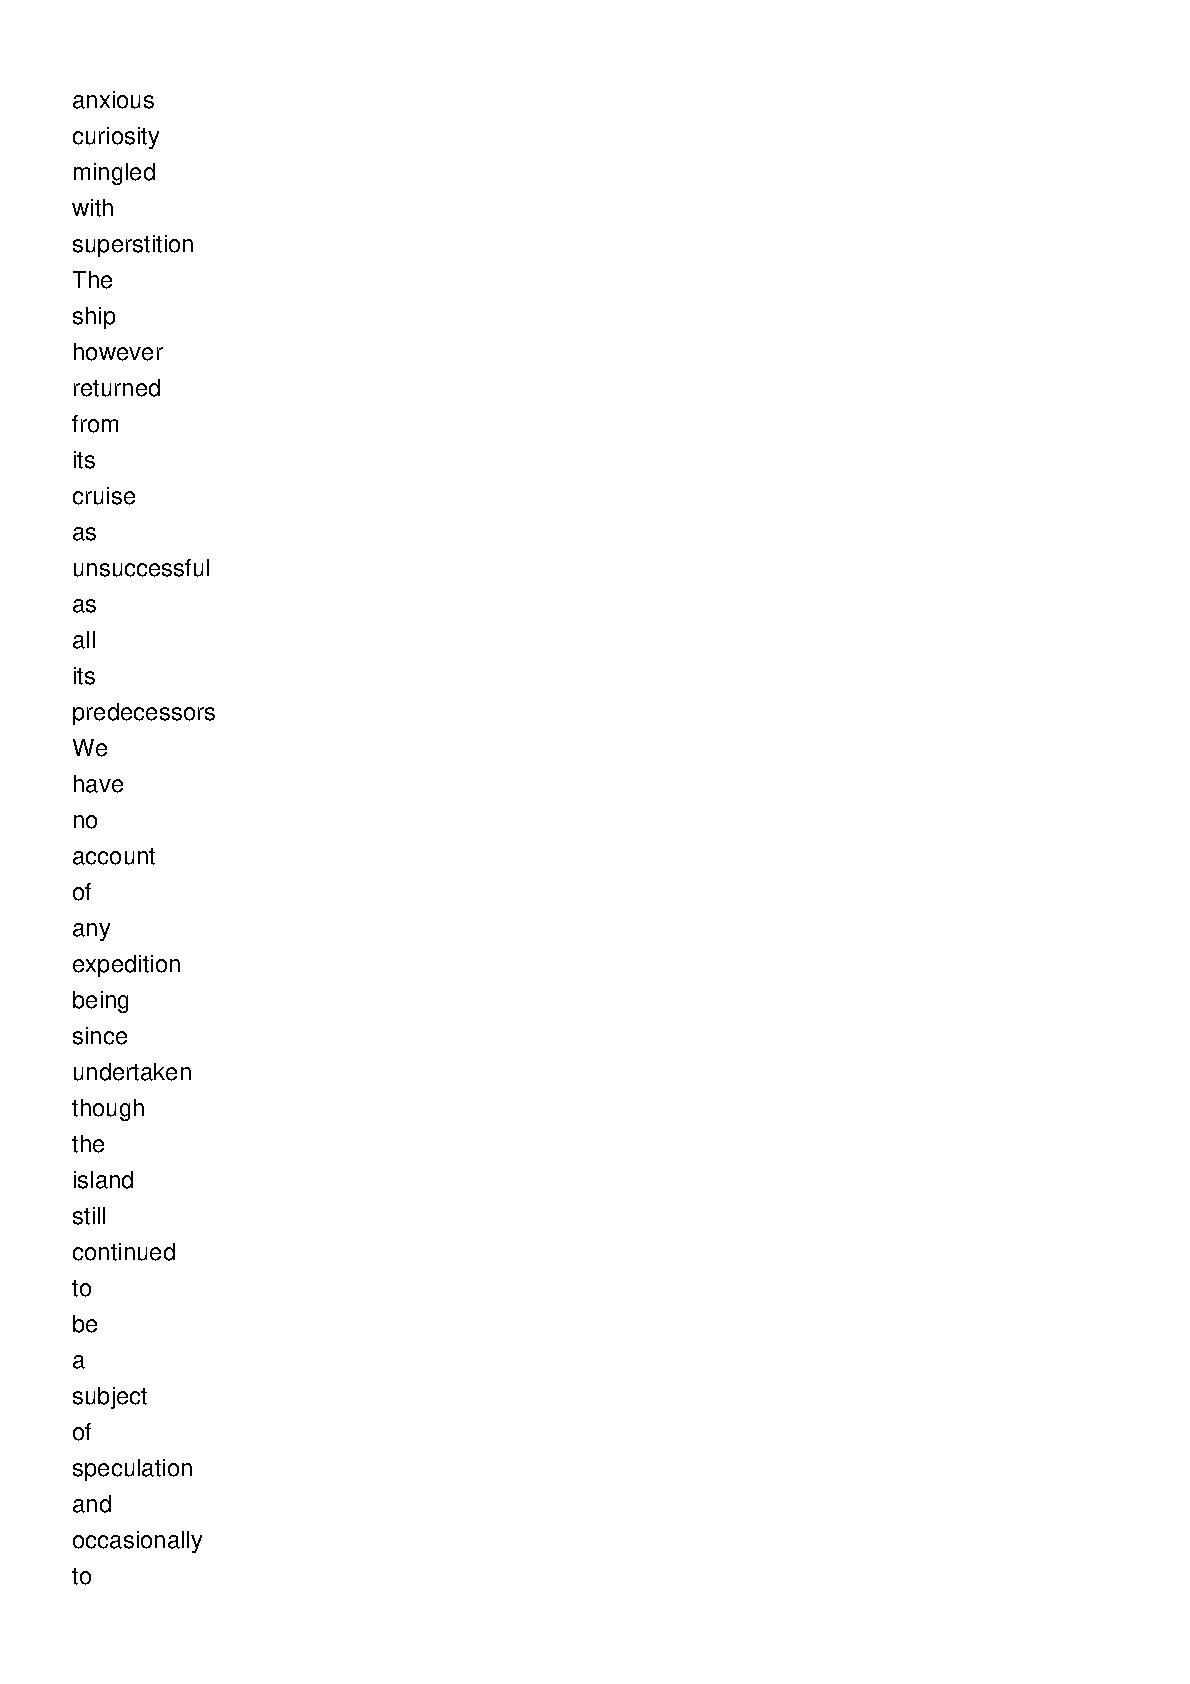 anxious
curiosity
mingled
with
superstition
The
ship
however
returned
from
its
cruise
as
unsuccessful
as
all
its
predecessors
We
have
no
account
of
any
expedition
being
since
undertaken
though
the
island
still
continued
to
be
a
subject
of
speculation
and
occasionally
to